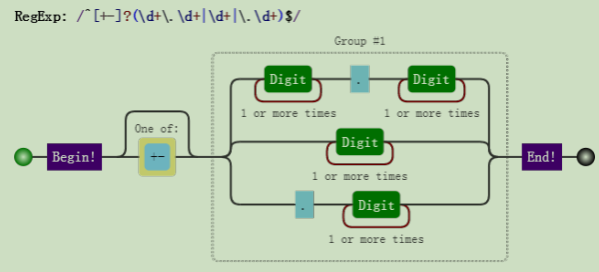 RegExp: /^[+-]?(\d+\.\d+|\d+|\.\d+)$/
Group #1
Digit . Digit
One of:
1 or more times 1 or more times
Begin! +- Digit End!
1 or more times
. Digit
1 or more times